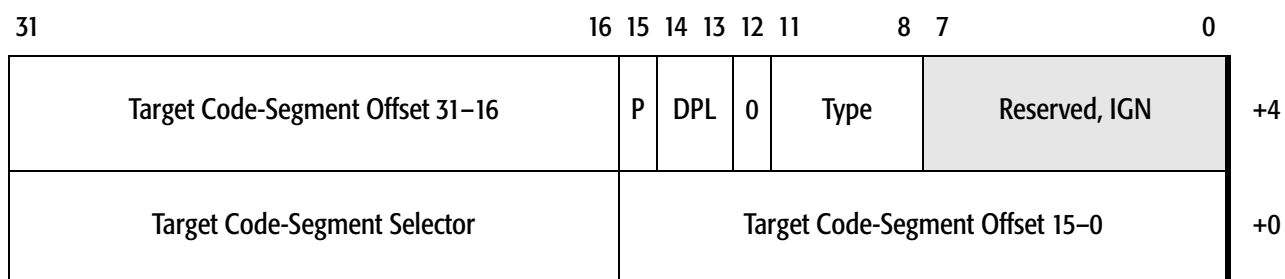 31 16 15 14 13 12 11 8 7 0
Target Code-Segment Offset 31–16 P DPL 0 Type Reserved, IGN +4
Target Code-Segment Selector Target Code-Segment Offset 15–0 +0